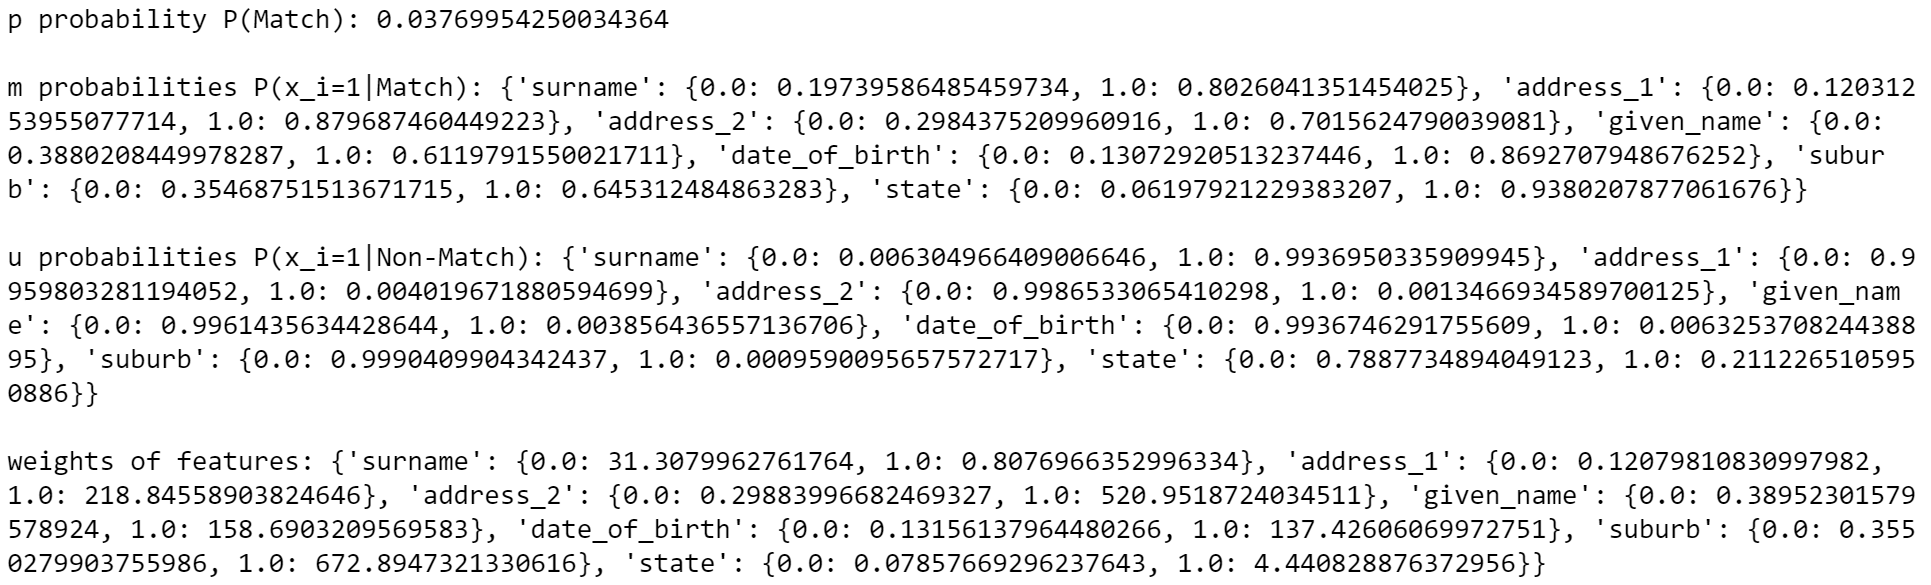 p probability P(Match): 0.03769954250034364
m probabilities P(x_i=1|Match): {'surname': {0.0: 0.19739586485459734, 1.0: 0.8026041351454025}, 'address_1': {0.0: 0.120312
53955077714, 1.0: 0.879687460449223}, 'address_2': {0.0: 0.2984375209960916, 1.0: 0.7015624790039081}, 'given_name': {0.0:
0.3880208449978287, 1.0: 0.6119791550021711}, 'date_of_birth': {0.0: 0.13072920513237446, 1.0: 0.8692707948676252}, 'subur
b': {0.0: 0.35468751513671715, 1.0: 0.645312484863283}, 'state': {0.0: 0.06197921229383207, 1.0: 0.9380207877061676}}
u probabilities P(x_i=1|Non-Match): {'surname': {0.0: 0.006304966409006646, 1.0: 0.9936950335909945}, 'address_1': {0.0: 0.9
959803281194052, 1.0: 0.004019671880594699}, 'address_2': {0.0: 0.9986533065410298, 1.0: 0.0013466934589700125}, 'given_nam
e': {0.0: 0.9961435634428644, 1.0: 0.003856436557136706}, 'date_of_birth': {0.0: 0.9936746291755609, 1.0: 0.0063253708244388
95}, 'suburb': {0.0: 0.9990409904342437, 1.0: 0.0009590095657572717}, 'state': {0.0: 0.7887734894049123, 1.0: 0.211226510595
0886}}
weights of features: {'surname': {0.0: 31.3079962761764, 1.0: 0.8076966352996334}, 'address_1': {0.0: 0.12079810830997982,
1.0: 218.84558903824646}, 'address_2': {0.0: 0.29883996682469327, 1.0: 520.9518724034511}, 'given_name': {0.0: 0.38952301579
578924, 1.0: 158.6903209569583}, 'date_of_birth': {0.0: 0.13156137964480266, 1.0: 137.42606069972751}, 'suburb': {0.0: 0.355
0279903755986, 1.0: 672.8947321330616}, 'state': {0.0: 0.07857669296237643, 1.0: 4.440828876372956}}